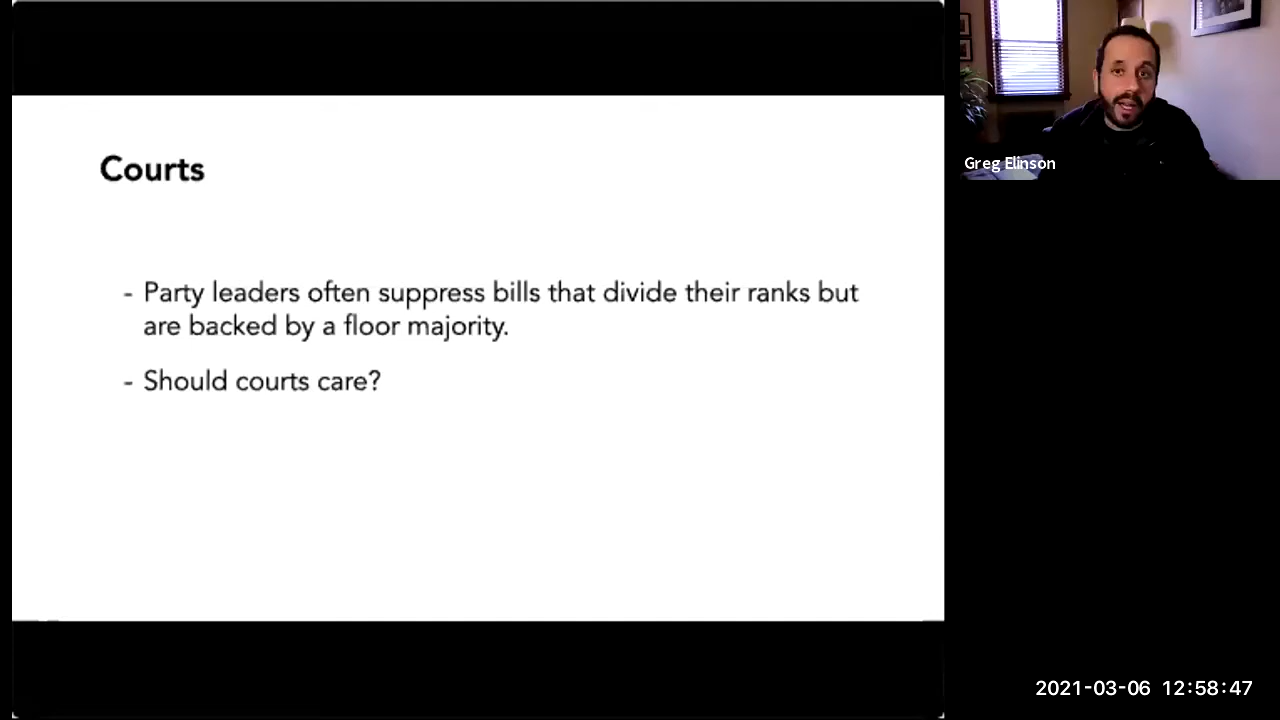 Courts
- Party leaders often suppress bills that divide their ranks but
are backed by a floor majority.
- Should courts care?
Greg Elinson
2021-03-06 12:58:47